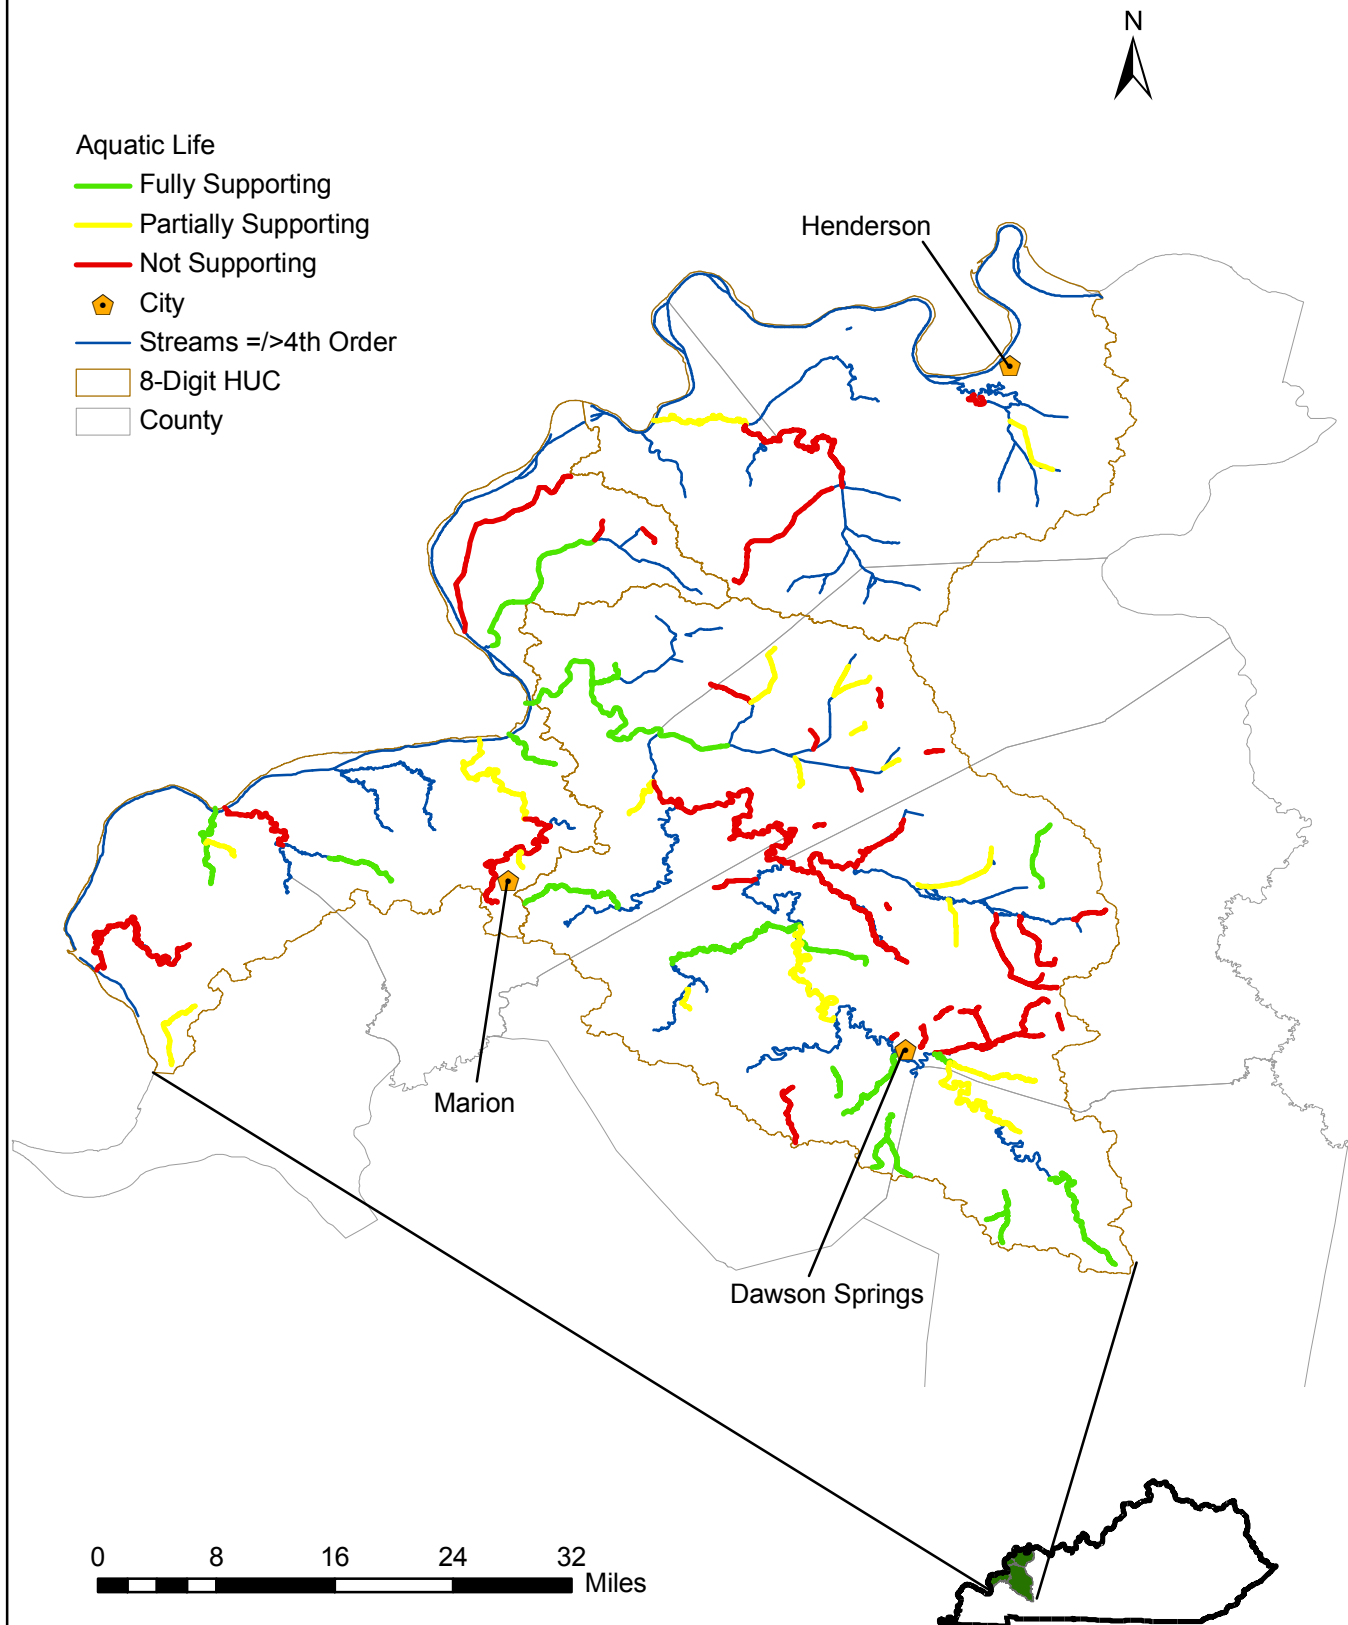 N
Aquatic Life
Fully Supporting
Partially Supporting
Not Supporting
City
Streams =/>4th Order
8-Digit HUC
County
Henderson
Marion
Dawson Springs
0 8 16 24 32
Miles